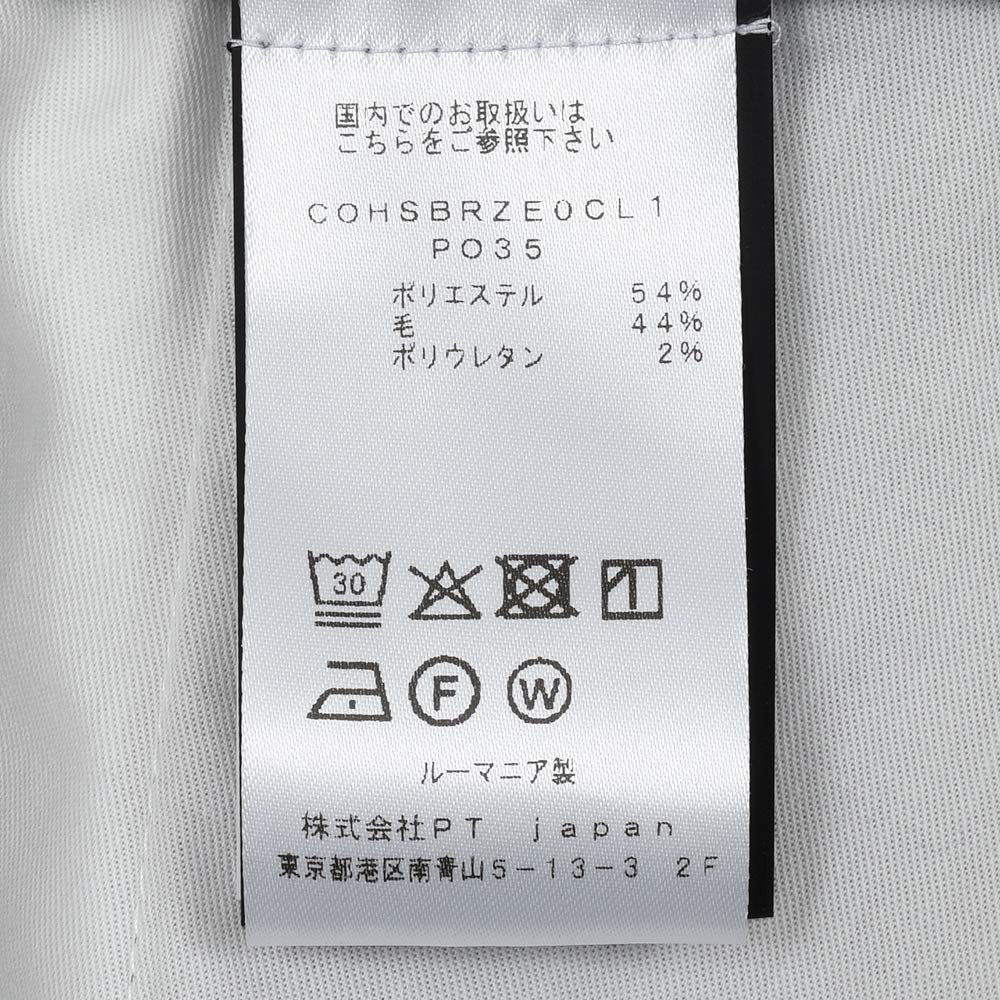 国内でのお取扱いは
こちらをご参照下さい
COHSBRZE0CL1
PO35
ポリエステル 54%
毛 44%
ポリウレタン 2%
30
F W
ルーマニア製
株式会社PT japan
東京都港区南青山5-13-3 2F